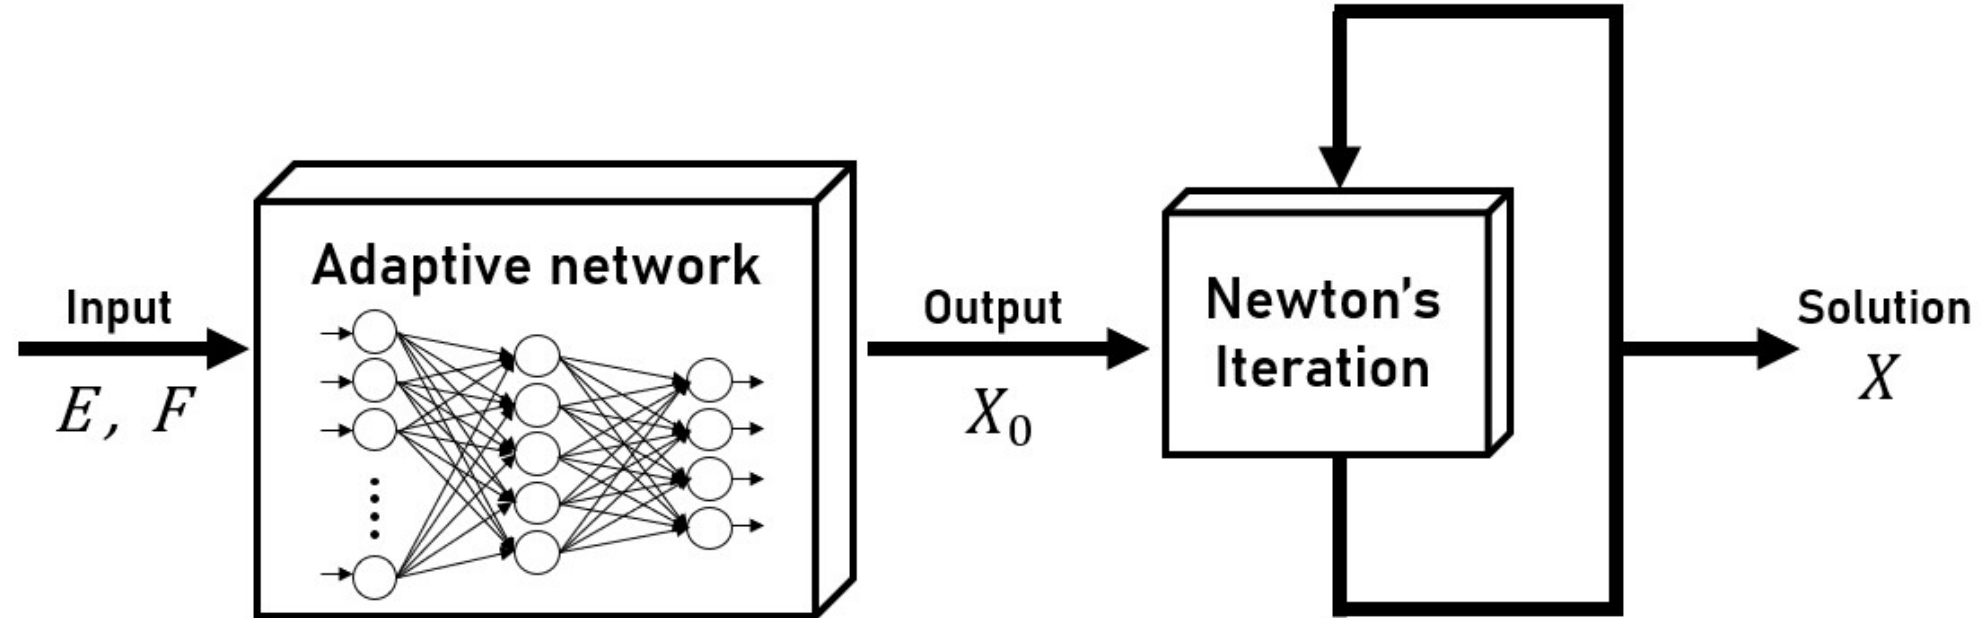 Input
E, F
Adaptive network
Output
X₀
Newton's
Iteration
Solution
X